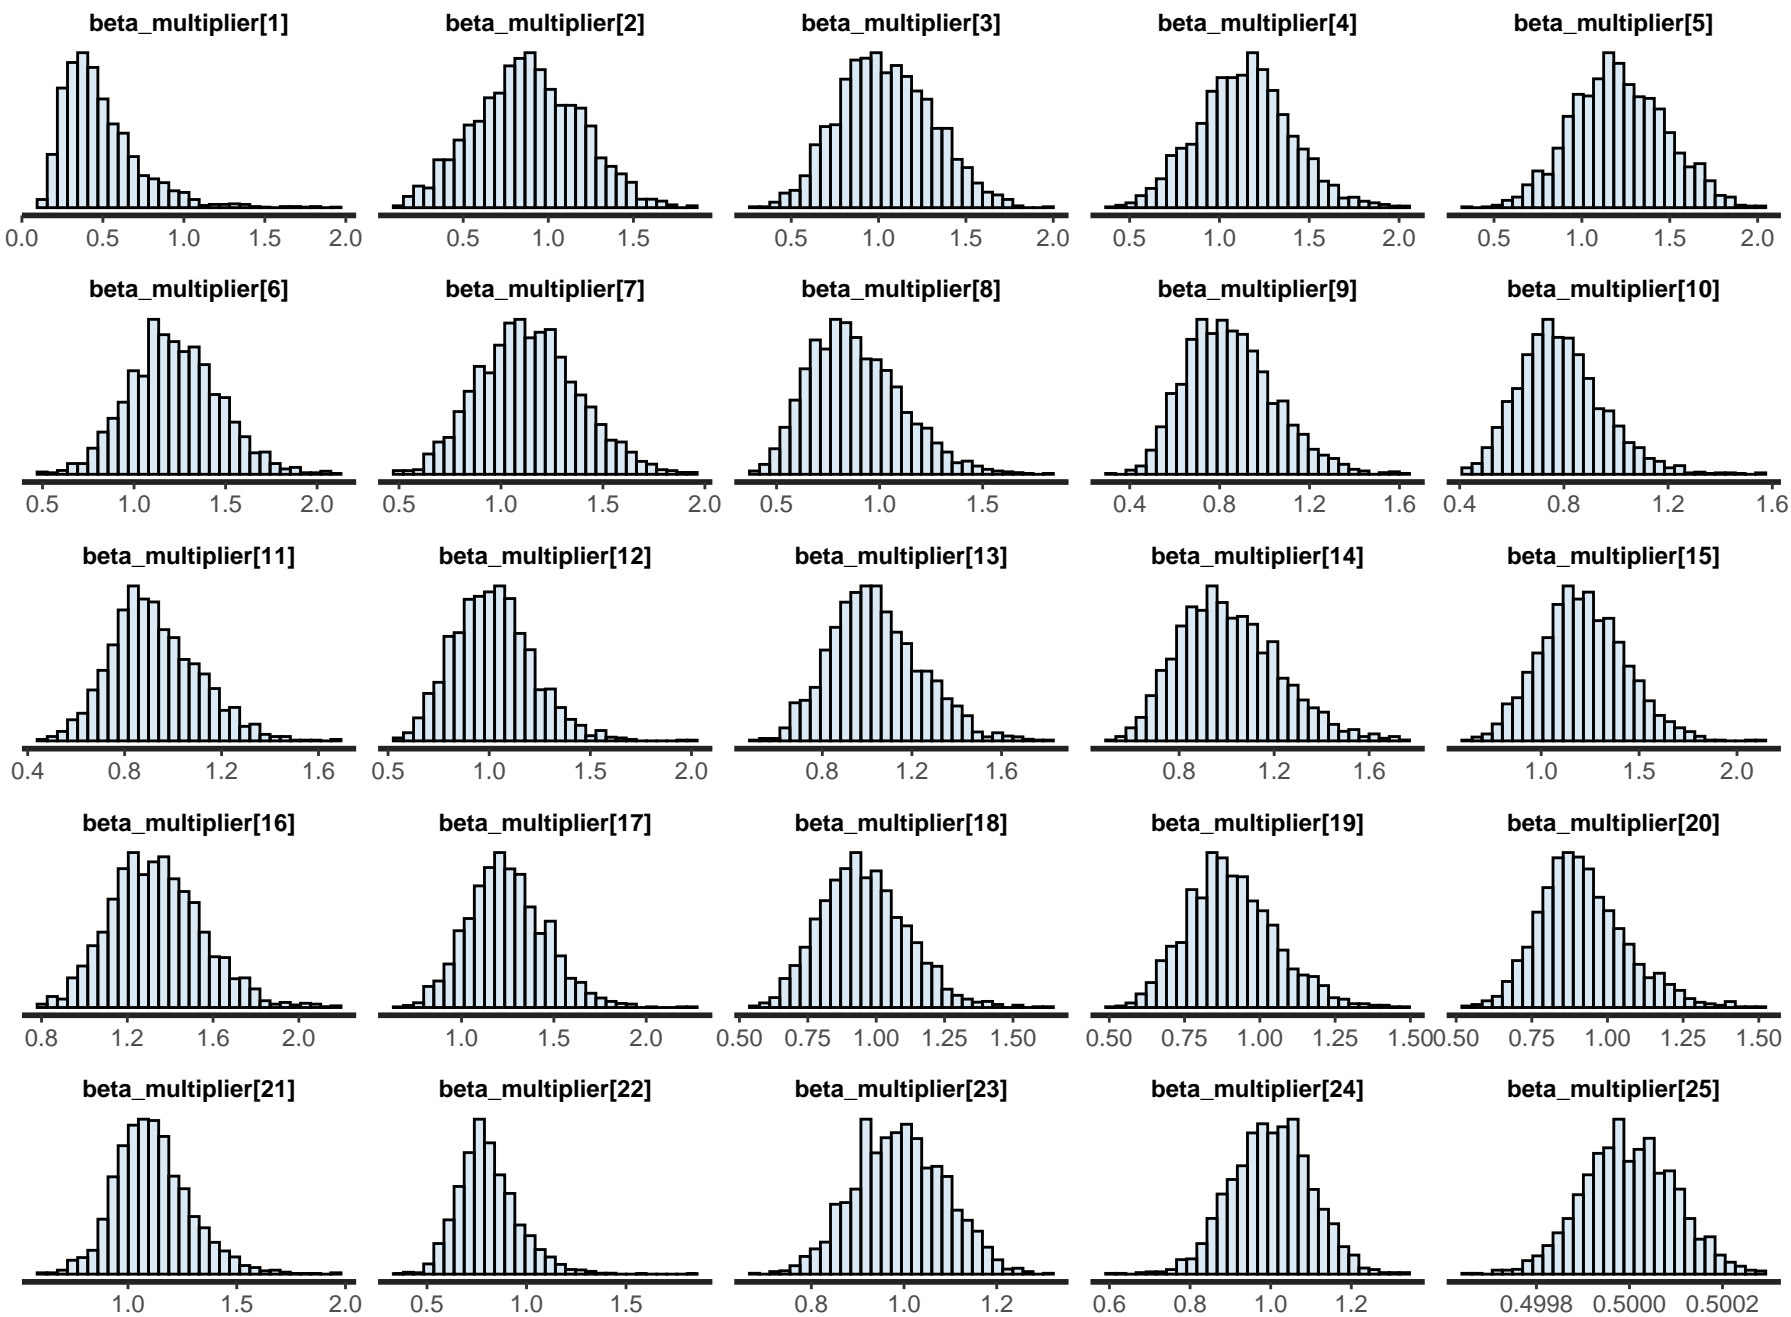 beta_multiplier[1] beta_multiplier[2] beta_multiplier[3] beta_multiplier[4] beta_multiplier[5]
0.0 0.5 1.0 1.5 2.0 0.5 1.0 1.5 0.5 1.0 1.5 2.0 0.5 1.0 1.5 2.0 0.5 1.0 1.5 2.0
beta_multiplier[6] beta_multiplier[7] beta_multiplier[8] beta_multiplier[9] beta_multiplier[10]
0.5 1.0 1.5 2.0 0.5 1.0 1.5 2.0 0.5 1.0 1.5 0.4 0.8 1.2 1.6 0.4 0.8 1.2 1.6
beta_multiplier[11] beta_multiplier[12] beta_multiplier[13] beta_multiplier[14] beta_multiplier[15]
0.4 0.8 1.2 1.6 0.5 1.0 1.5 2.0 0.8 1.2 1.6 0.8 1.2 1.6 1.0 1.5 2.0
beta_multiplier[16] beta_multiplier[17] beta_multiplier[18] beta_multiplier[19] beta_multiplier[20]
0.8 1.2 1.6 2.0 1.0 1.5 2.0 0.50 0.75 1.00 1.25 1.50 0.50 0.75 1.00 1.25 1.50 0.50 0.75 1.00 1.25 1.50
beta_multiplier[21] beta_multiplier[22] beta_multiplier[23] beta_multiplier[24] beta_multiplier[25]
1.0 1.5 2.0 0.5 1.0 1.5 0.8 1.0 1.2 0.6 0.8 1.0 1.2 0.4998 0.5000 0.5002